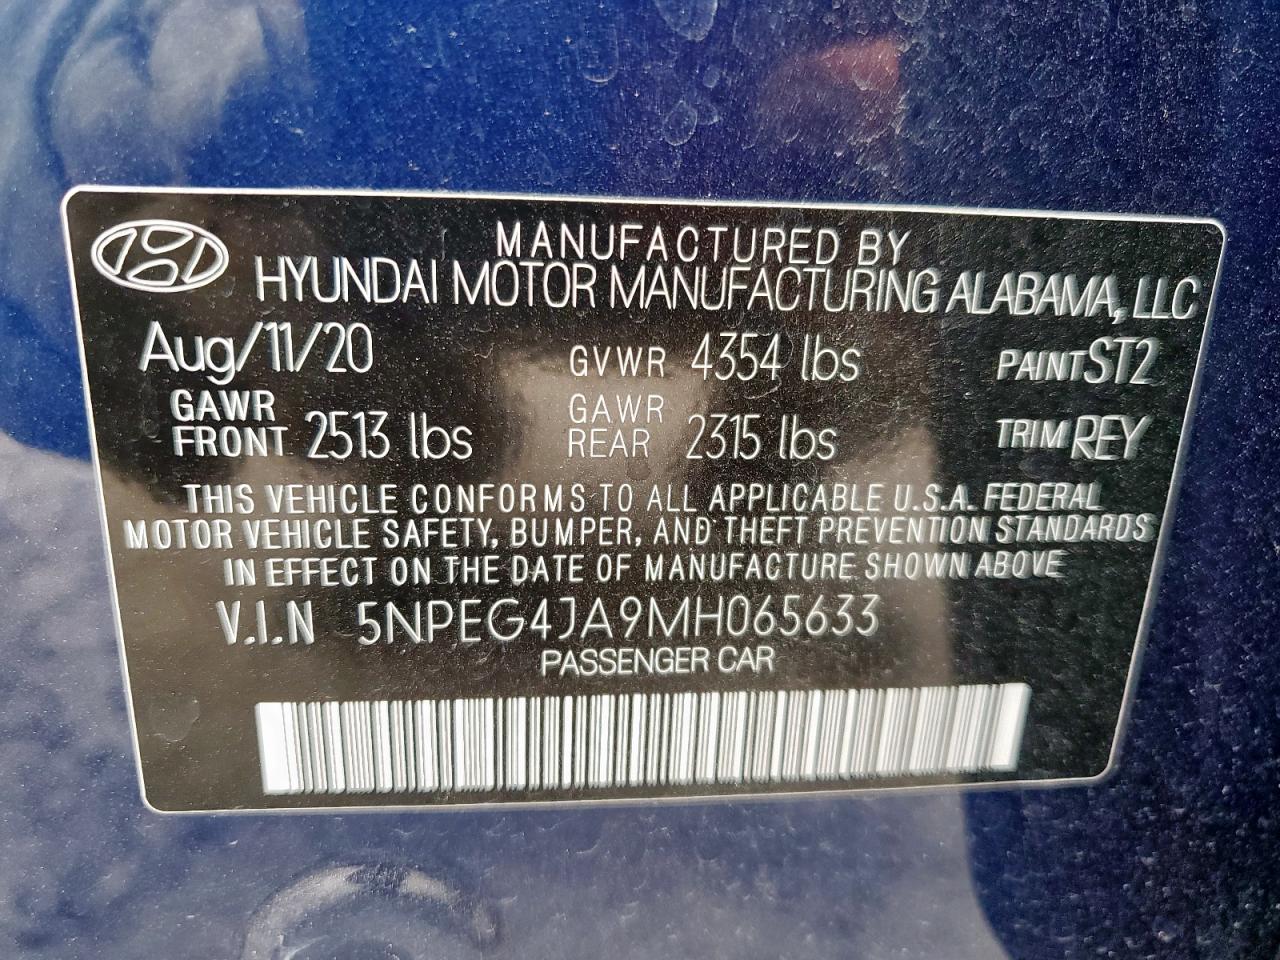 MANUFACTURED BY
HYUNDAI MOTOR MANUFACTURING ALABAMA, LLC
Aug/11/20 GVWR 4354 lbs PAINT ST2
GAWR FRONT 2513 lbs GAWR REAR 2315 lbs TRIM REY
THIS VEHICLE CONFORMS TO ALL APPLICABLE U.S.A. FEDERAL
MOTOR VEHICLE SAFETY, BUMPER, AND THEFT PREVENTION STANDARDS
IN EFFECT ON THE DATE OF MANUFACTURE SHOWN ABOVE
V.I.N 5NPEG4JA9MH065633
PASSENGER CAR